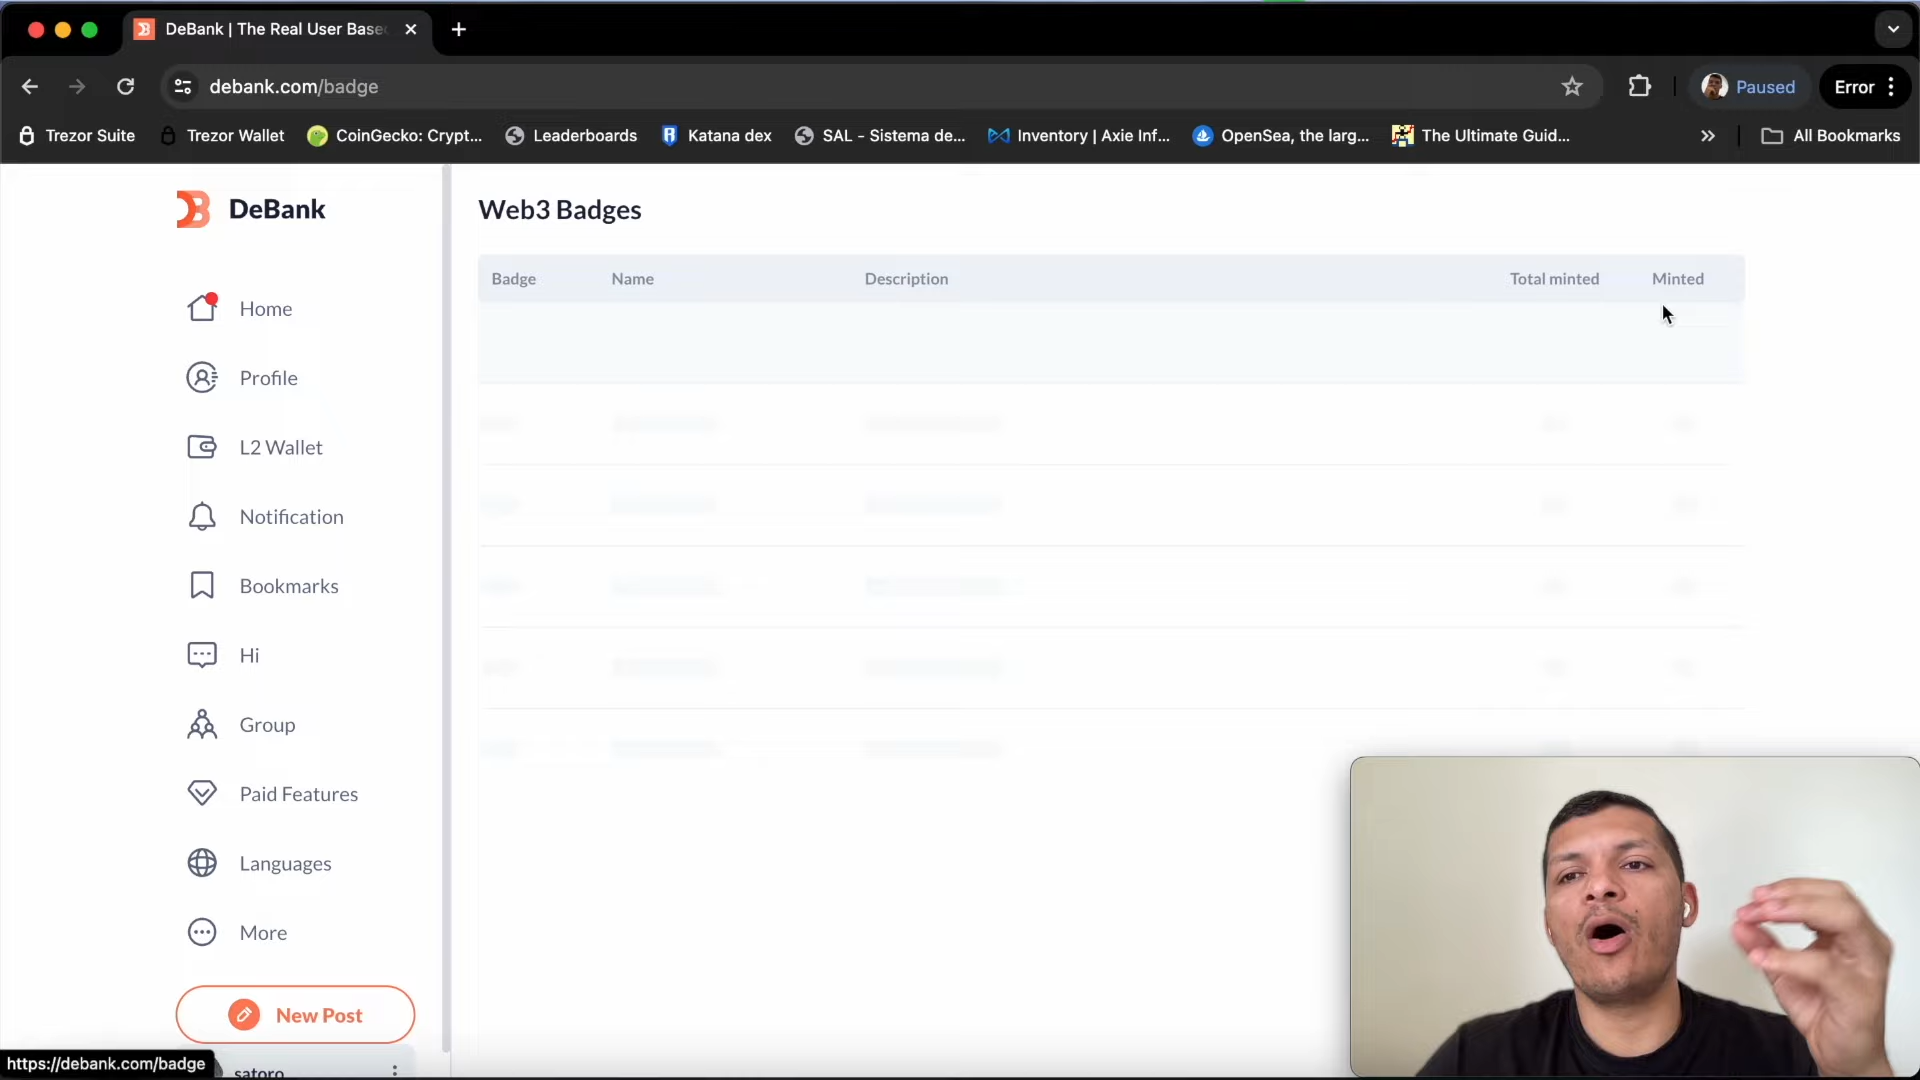 DeBank | The Real User Base
debank.com/badge
Paused
Error
Trezor Suite
Trezor Wallet
CoinGecko: Crypt...
Leaderboards
Katana dex
SAL - Sistema de...
Inventory | Axie Inf...
OpenSea, the larg...
The Ultimate Guid...
All Bookmarks
DeBank
Home
Profile
L2 Wallet
Notification
Bookmarks
Hi
Group
Paid Features
Languages
More
New Post
satoro
https://debank.com/badge
Web3 Badges
Badge Name Description Total minted Minted